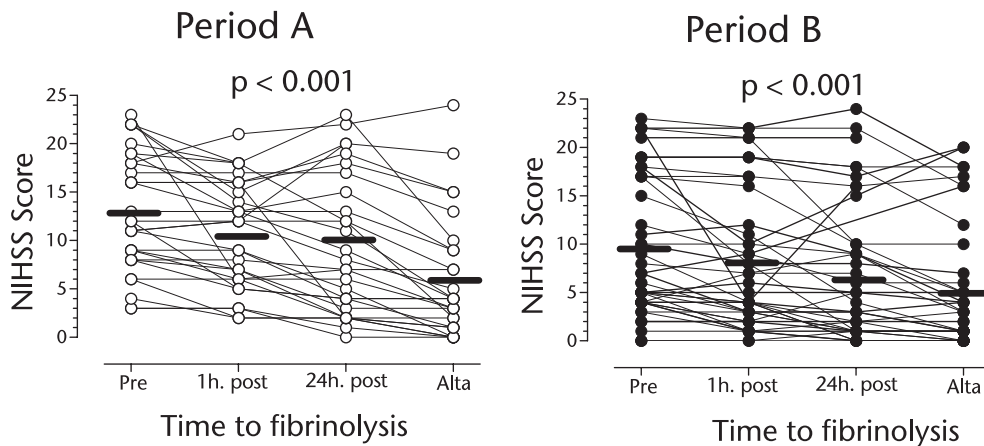 Period A
p < 0.001
NIHSS Score
25
20
15
10
5
0
Pre
1h. post
24h. post
Alta
Time to fibrinolysis
Period B
p < 0.001
NIHSS Score
25
20
15
10
5
0
Pre
1h. post
24h. post
Alta
Time to fibrinolysis